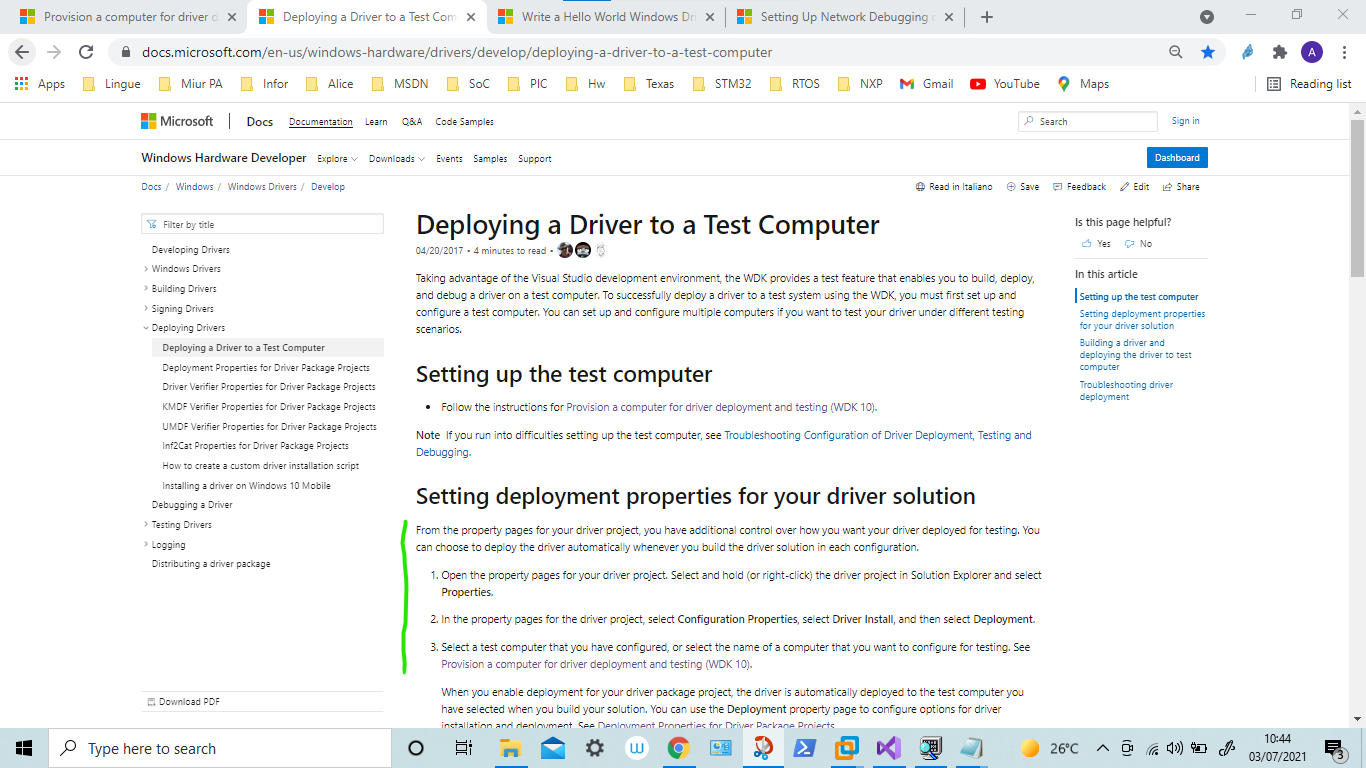 Provision a computer for driver d
Deploying a Driver to a Test Com
Write a Hello World Windows Dri
Setting Up Network Debugging o
docs.microsoft.com/en-us/windows-hardware/drivers/develop/deploying-a-driver-to-a-test-computer
A
Apps Lingue Miur PA Infor Alice MSDN SoC PIC Hw Texas STM32 RTOS NXP Gmail YouTube Maps Reading list
Microsoft Docs Documentation Learn Q&A Code Samples Search Sign in
Windows Hardware Developer Explore Downloads Events Samples Support Dashboard
Docs / Windows / Windows Drivers / Develop
Read in Italiano Save Feedback Edit Share
Filter by title
Developing Drivers
Windows Drivers
Building Drivers
Signing Drivers
Deploying Drivers
Deploying a Driver to a Test Computer
Deployment Properties for Driver Package Projects
Driver Verifier Properties for Driver Package Projects
KMDF Verifier Properties for Driver Package Projects
UMDF Verifier Properties for Driver Package Projects
Inf2Cat Properties for Driver Package Projects
How to create a custom driver installation script
Installing a driver on Windows 10 Mobile
Debugging a Driver
Testing Drivers
Logging
Distributing a driver package
Download PDF
Deploying a Driver to a Test Computer
04/20/2017 • 4 minutes to read •
Taking advantage of the Visual Studio development environment, the WDK provides a test feature that enables you to build, deploy,
and debug a driver on a test computer. To successfully deploy a driver to a test system using the WDK, you must first set up and
configure a test computer. You can set up and configure multiple computers if you want to test your driver under different testing
scenarios.
Setting up the test computer
• Follow the instructions for Provision a computer for driver deployment and testing (WDK 10).
Note If you run into difficulties setting up the test computer, see Troubleshooting Configuration of Driver Deployment, Testing and
Debugging.
Setting deployment properties for your driver solution
From the property pages for your driver project, you have additional control over how you want your driver deployed for testing. You
can choose to deploy the driver automatically whenever you build the driver solution in each configuration.
1. Open the property pages for your driver project. Select and hold (or right-click) the driver project in Solution Explorer and select
Properties.
2. In the property pages for the driver project, select Configuration Properties, select Driver Install, and then select Deployment.
3. Select a test computer that you have configured, or select the name of a computer that you want to configure for testing. See
Provision a computer for driver deployment and testing (WDK 10).
When you enable deployment for your driver package project, the driver is automatically deployed to the test computer you
have selected when you build your solution. You can use the Deployment property page to configure options for driver
installation and deployment. See Deployment Properties for Driver Package Projects.
Is this page helpful?
Yes No
In this article
Setting up the test computer
Setting deployment properties
for your driver solution
Building a driver and
deploying the driver to test
computer
Troubleshooting driver
deployment
Type here to search
26°C
10:44
03/07/2021
3